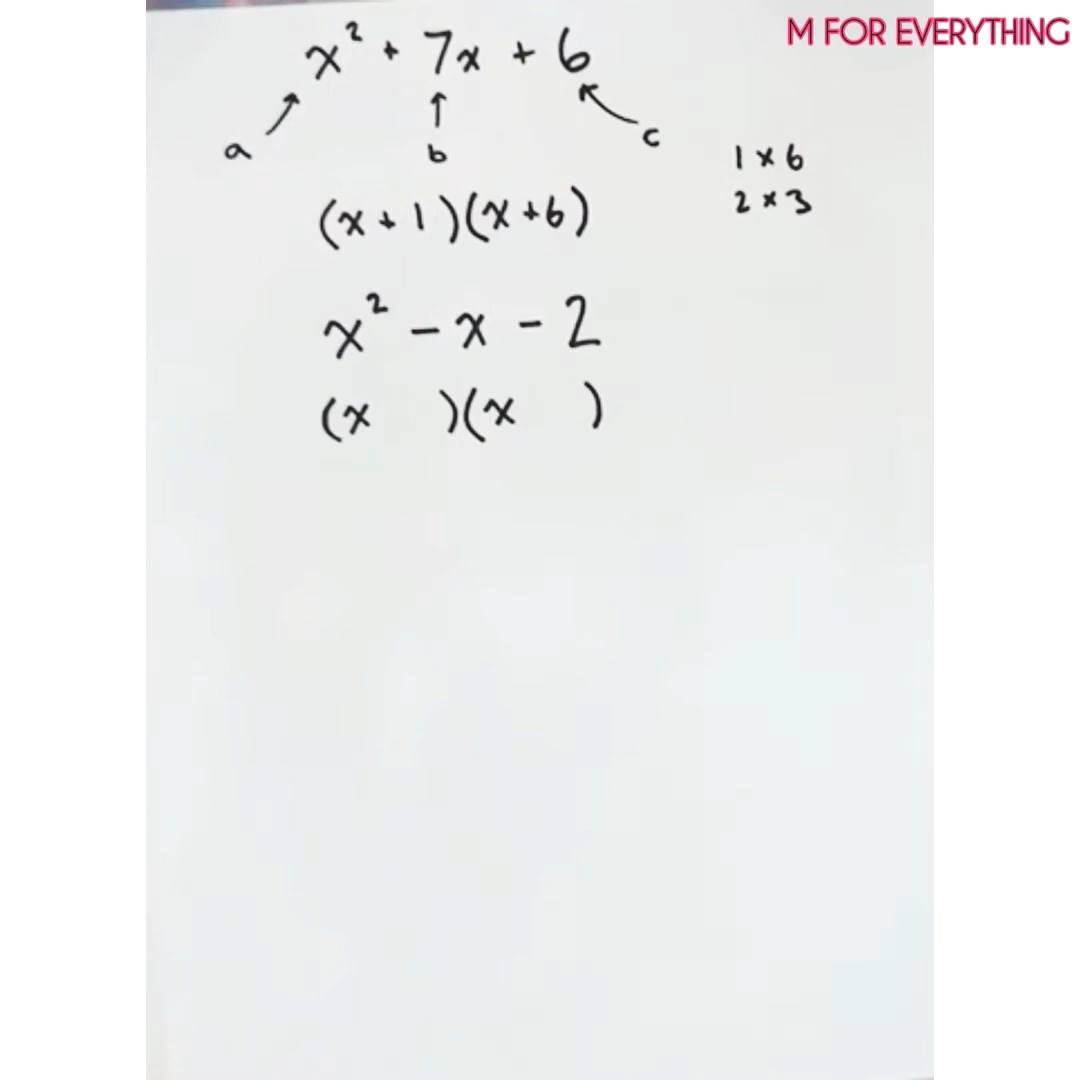 M FOR EVERYTHING
x² + 7x + 6
a b c
1 × 6
2 × 3
(x + 1)(x + 6)
x² - x - 2
(x )(x )